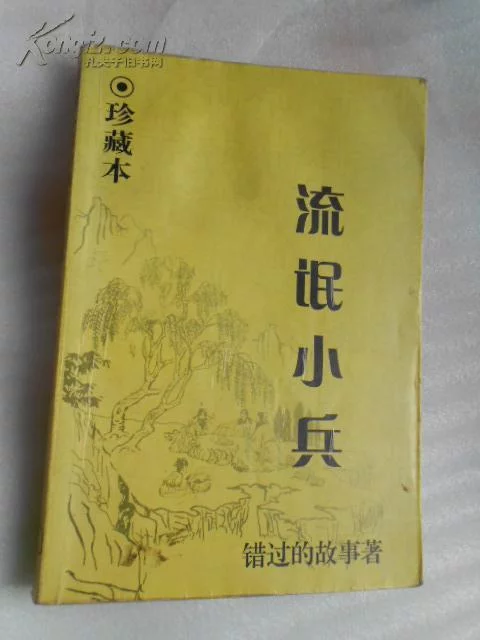 Kongfz.com
孔夫子旧书网
珍藏本
流氓小兵
错过的故事著